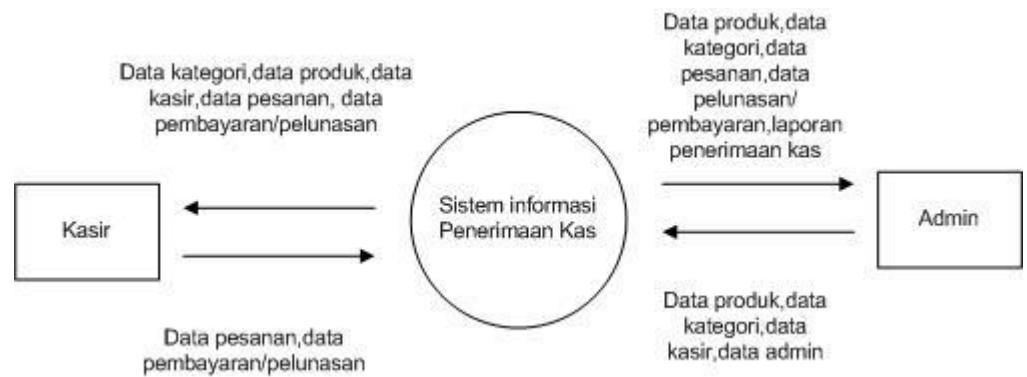 Data kategori,data produk,data
kasir,data pesanan, data
pembayaran/pelunasan
Data produk,data
kategori,data
pesanan,data
pelunasan/
pembayaran,laporan
penerimaan kas
Kasir
Sistem informasi
Penerimaan Kas
Admin
Data pesanan,data
pembayaran/pelunasan
Data produk,data
kategori,data
kasir,data admin